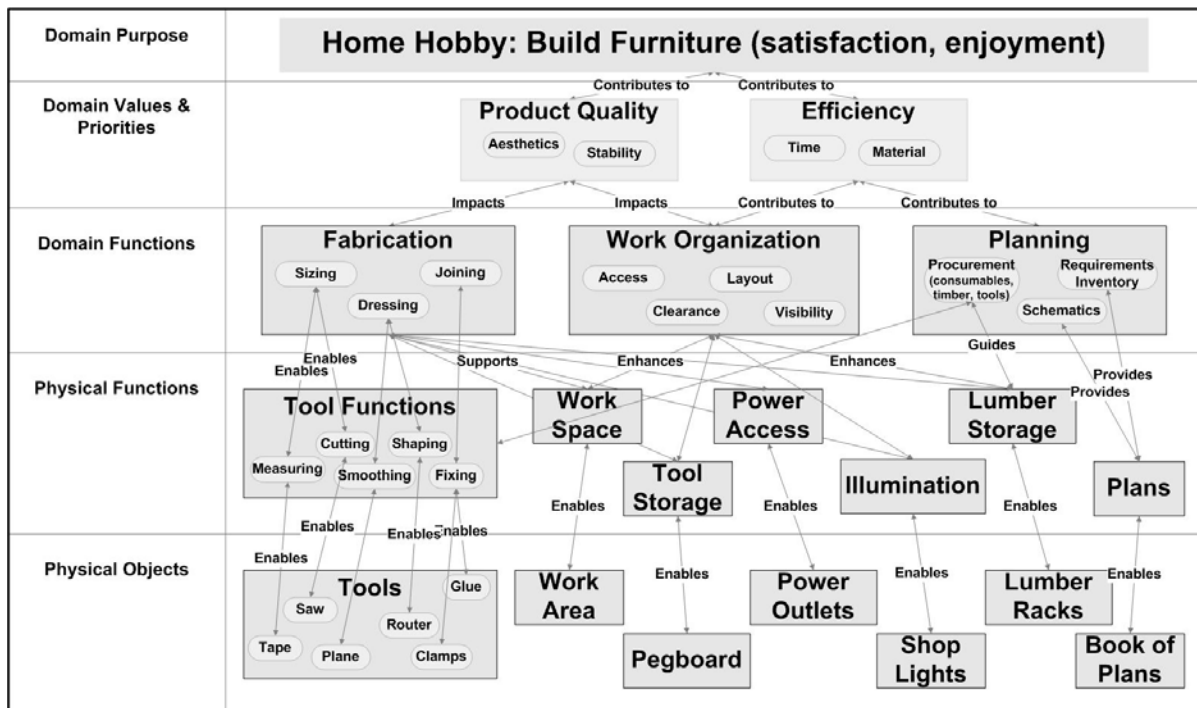 Domain Purpose
Home Hobby: Build Furniture (satisfaction, enjoyment)
Contributes to
Contributes to
Domain Values &
Priorities
Product Quality
Aesthetics
Stability
Efficiency
Time
Material
Impacts
Impacts
Contributes to
Contributes to
Domain Functions
Fabrication
Sizing
Joining
Dressing
Work Organization
Access
Layout
Clearance
Visibility
Planning
Procurement
(consumables,
timber, tools)
Requirements
Inventory
Schematics
Enables
Enables
Supports
Enhances
Enhances
Guides
Provides
Provides
Physical Functions
Tool Functions
Cutting
Shaping
Measuring
Smoothing
Fixing
Work
Space
Power
Access
Lumber
Storage
Tool
Storage
Illumination
Plans
Enables
Enables
Enables
Enables
Enables
Enables
Enables
Enables
Enables
Enables
Physical Objects
Tools
Glue
Saw
Router
Tape
Plane
Clamps
Work
Area
Power
Outlets
Lumber
Racks
Pegboard
Shop
Lights
Book of
Plans